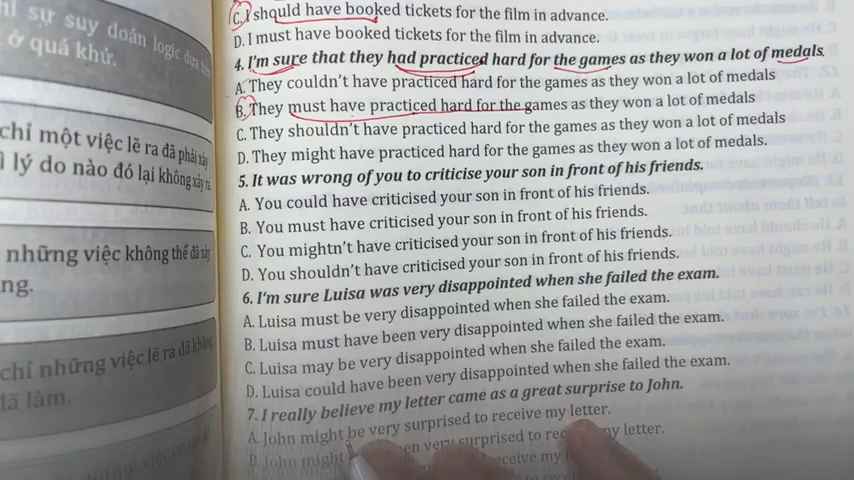 sự suy đoán logic dựa
ở quá khứ.
chỉ một việc lẽ ra đã phải xảy
lý do nào đó lại không xảy ra.
những việc không thể đã xảy
ng.
chỉ những việc lẽ ra đã không
đã làm.
C. I should have booked tickets for the film in advance.
D. I must have booked tickets for the film in advance.
4. I'm sure that they had practiced hard for the games as they won a lot of medals.
A. They couldn't have practiced hard for the games as they won a lot of medals
B. They must have practiced hard for the games as they won a lot of medals
C. They shouldn't have practiced hard for the games as they won a lot of medals
D. They might have practiced hard for the games as they won a lot of medals.
5. It was wrong of you to criticise your son in front of his friends.
A. You could have criticised your son in front of his friends.
B. You must have criticised your son in front of his friends.
C. You mightn't have criticised your son in front of his friends.
D. You shouldn't have criticised your son in front of his friends.
6. I'm sure Luisa was very disappointed when she failed the exam.
A. Luisa must be very disappointed when she failed the exam.
B. Luisa must have been very disappointed when she failed the exam.
C. Luisa may be very disappointed when she failed the exam.
D. Luisa could have been very disappointed when she failed the exam.
7. I really believe my letter came as a great surprise to John.
A. John might be very surprised to receive my letter.
B. John might very surprised to my letter.